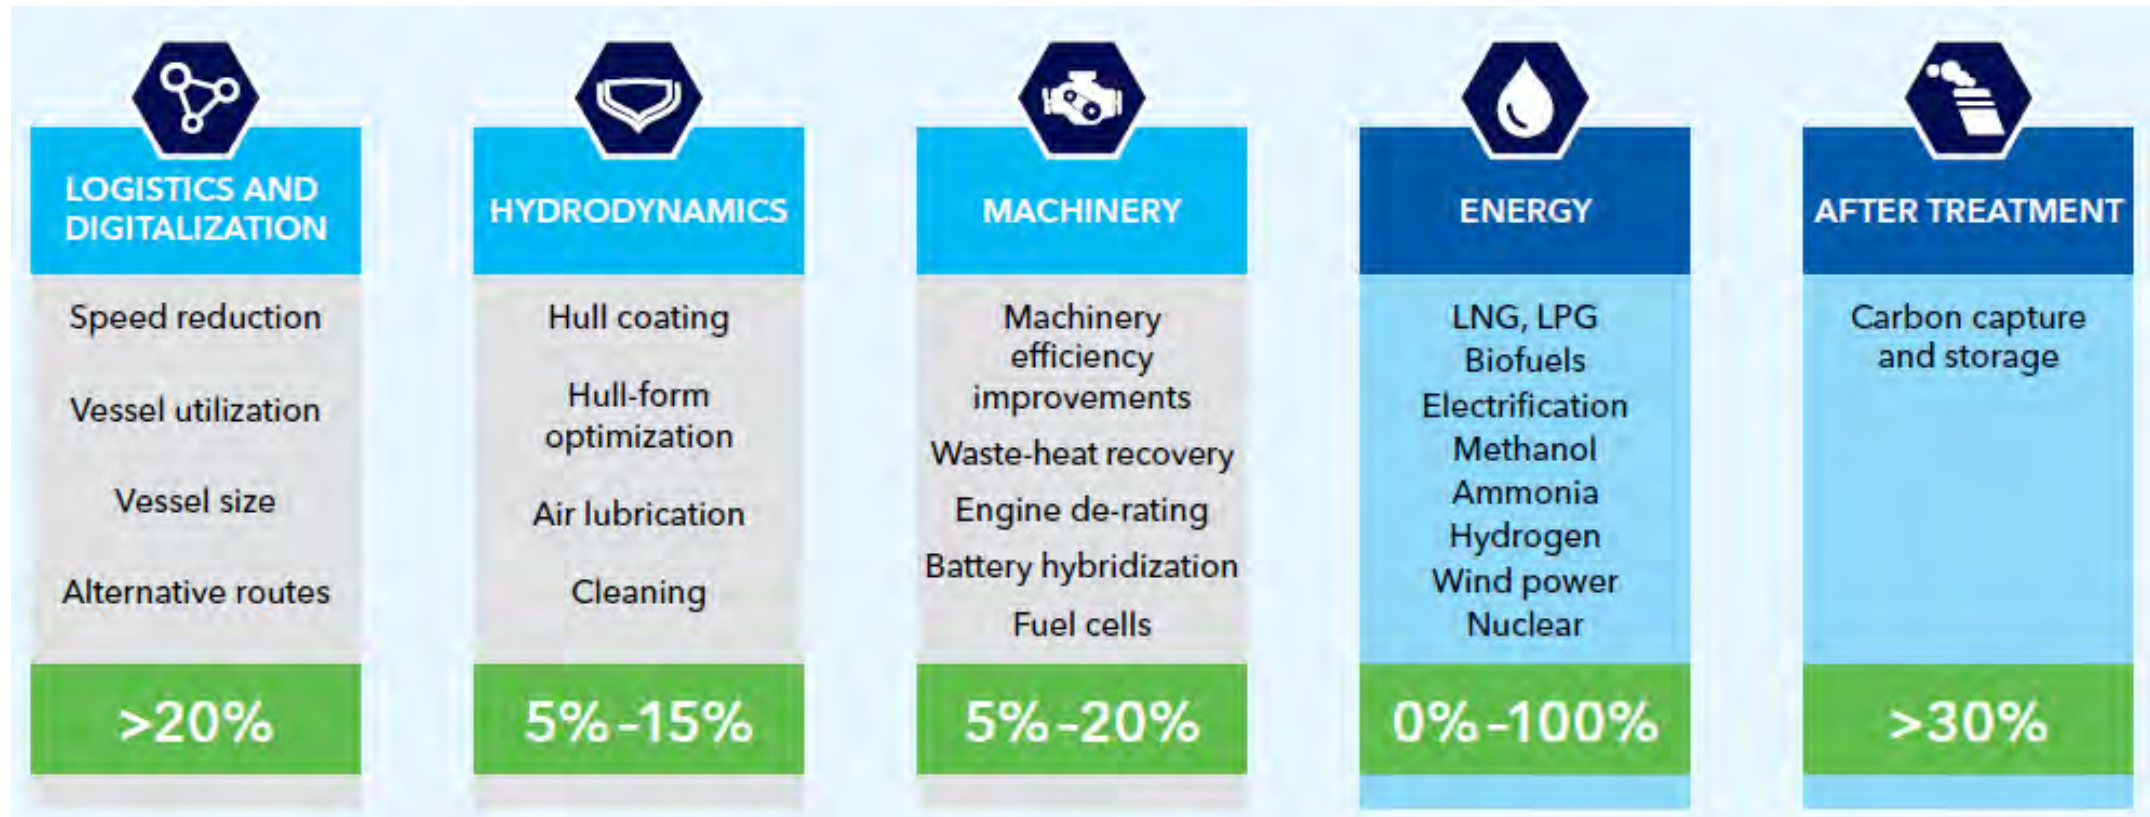 LOGISTICS AND
DIGITALIZATION
Speed reduction
Vessel utilization
Vessel size
Alternative routes
>20%
HYDRODYNAMICS
Hull coating
Hull-form
optimization
Air lubrication
Cleaning
5%-15%
MACHINERY
Machinery
efficiency
improvements
Waste-heat recovery
Engine de-rating
Battery hybridization
Fuel cells
5%-20%
ENERGY
LNG, LPG
Biofuels
Electrification
Methanol
Ammonia
Hydrogen
Wind power
Nuclear
0%-100%
AFTER TREATMENT
Carbon capture
and storage
>30%